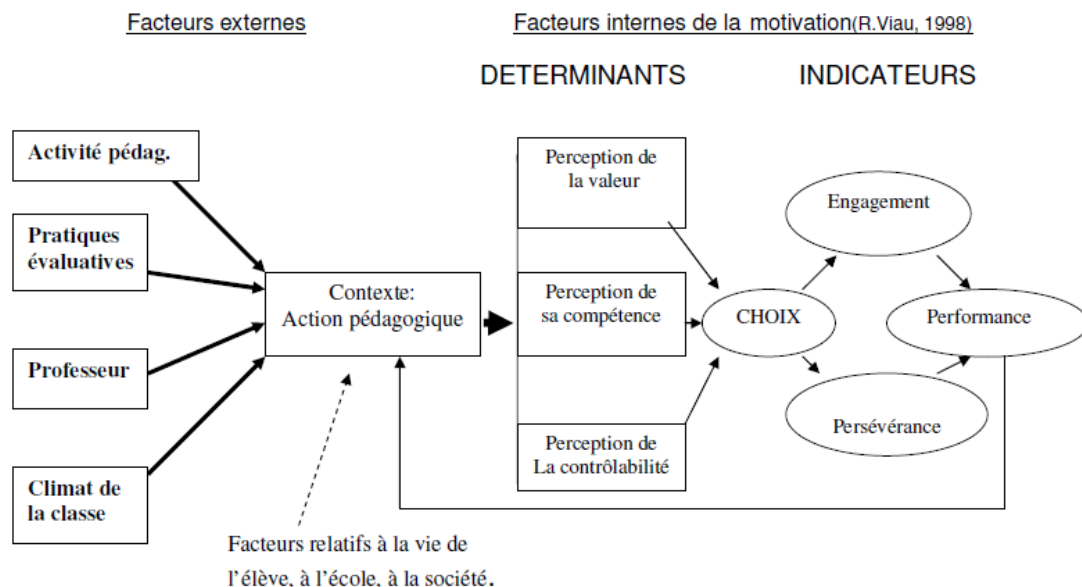 Facteurs externes
Facteurs internes de la motivation(R.Viau, 1998)
DETERMINANTS
INDICATEURS
Activité pédag.
Pratiques
évaluatives
Professeur
Climat de
la classe
Contexte:
Action pédagogique
Facteurs relatifs à la vie de
l'élève, à l'école, à la société.
Perception de
la valeur
Perception de
sa compétence
Perception de
La contrôlabilité
CHOIX
Engagement
Performance
Persévérance